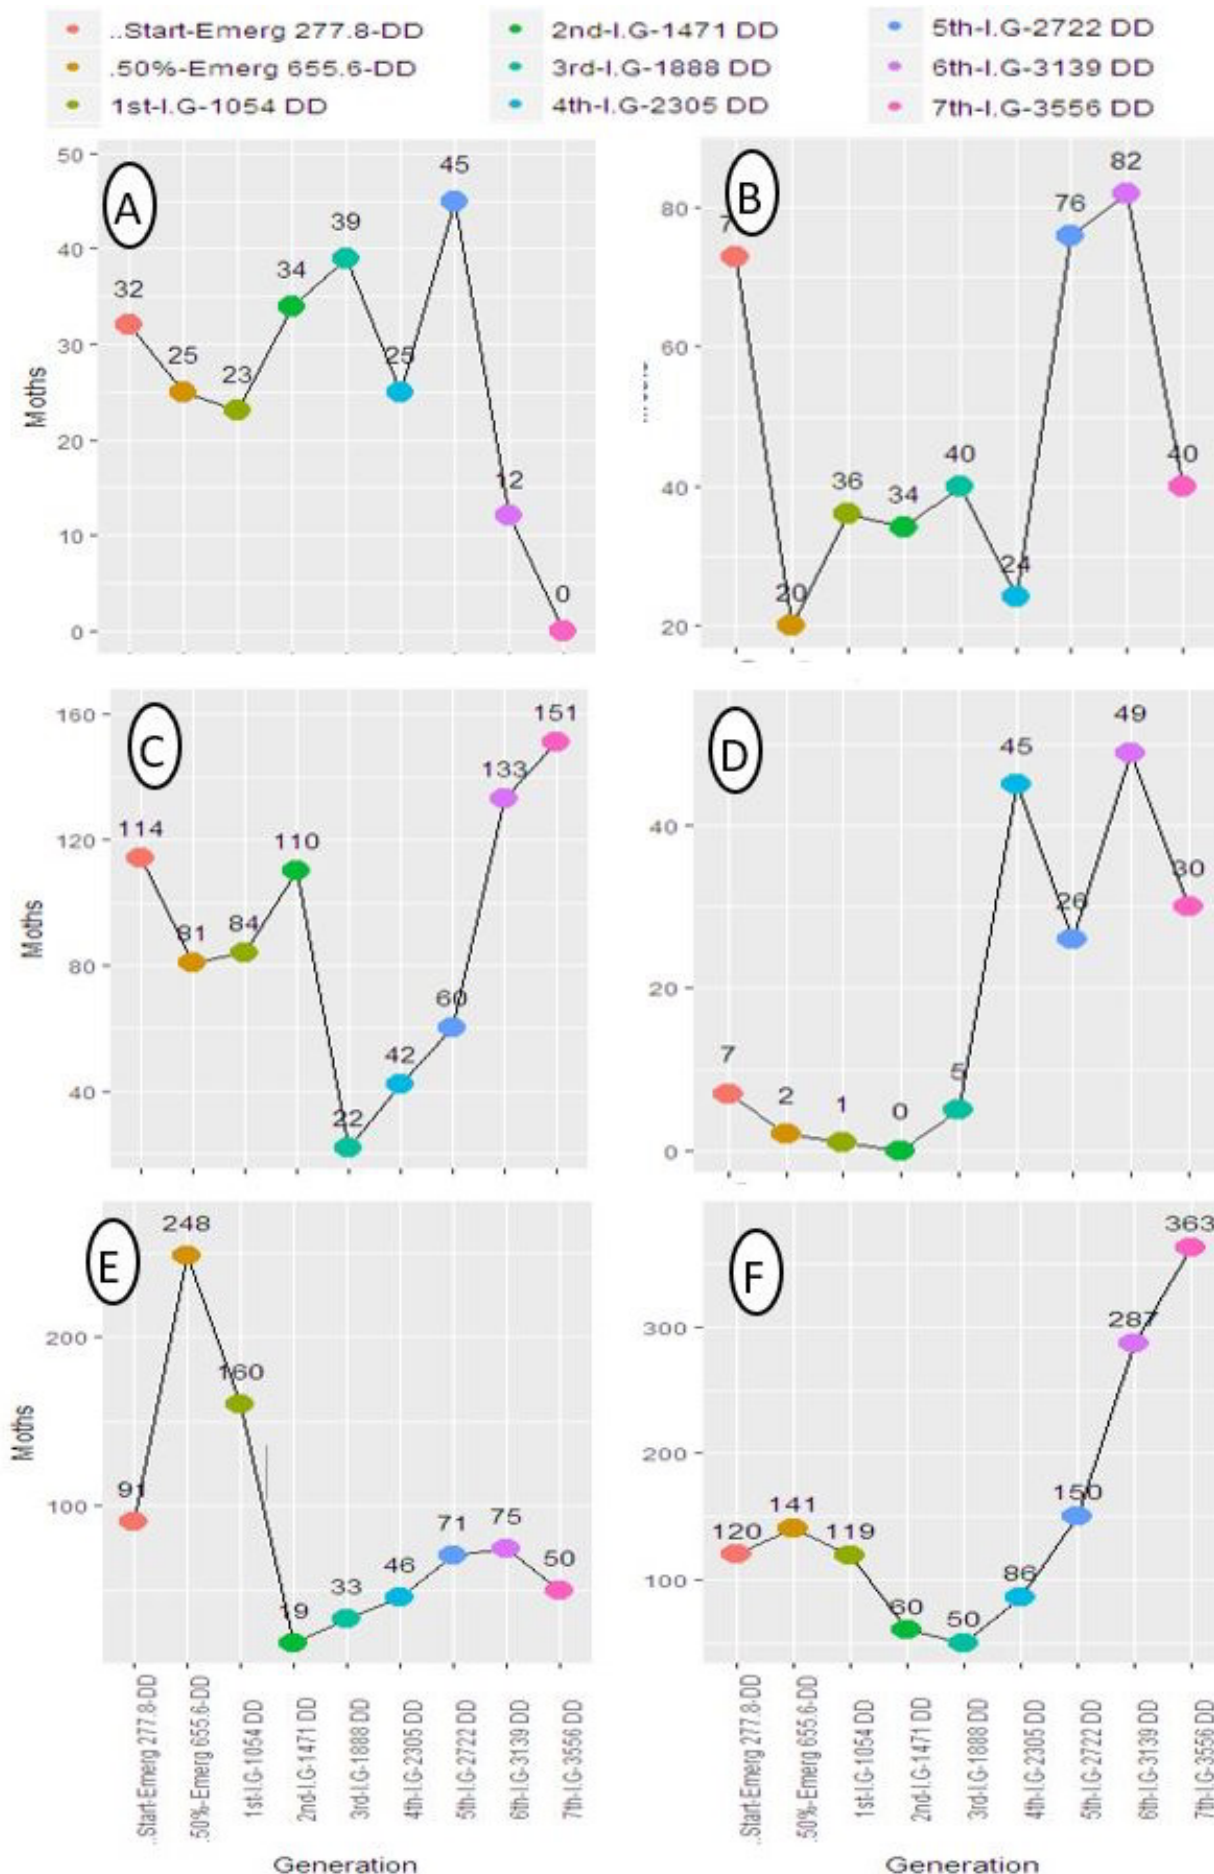 ..Start-Emerg 277.8-DD 2nd-I.G-1471 DD 5th-I.G-2722 DD
.50%-Emerg 655.6-DD 3rd-I.G-1888 DD 6th-I.G-3139 DD
1st-I.G-1054 DD 4th-I.G-2305 DD 7th-I.G-3556 DD
A
50
40
30
20
10
0
Moths
32
25
23
34
39
25
45
12
0
B
80
60
40
20
20
36
34
40
24
76
82
40
C
160
120
80
40
Moths
114
81
84
110
22
42
60
133
151
D
40
20
0
7
2
1
0
5
45
26
49
30
E
200
100
Moths
91
248
160
19
33
46
71
75
50
..Start-Emerg 277.8-DD
.50%-Emerg 655.6-DD
1st-I.G-1054 DD
2nd-I.G-1471 DD
3rd-I.G-1888 DD
4th-I.G-2305 DD
5th-I.G-2722 DD
6th-I.G-3139 DD
7th-I.G-3556 DD
Generation
F
300
200
100
120
141
119
60
50
86
150
287
363
..Start-Emerg 277.8-DD
.50%-Emerg 655.6-DD
1st-I.G-1054 DD
2nd-I.G-1471 DD
3rd-I.G-1888 DD
4th-I.G-2305 DD
5th-I.G-2722 DD
6th-I.G-3139 DD
7th-I.G-3556 DD
Generation